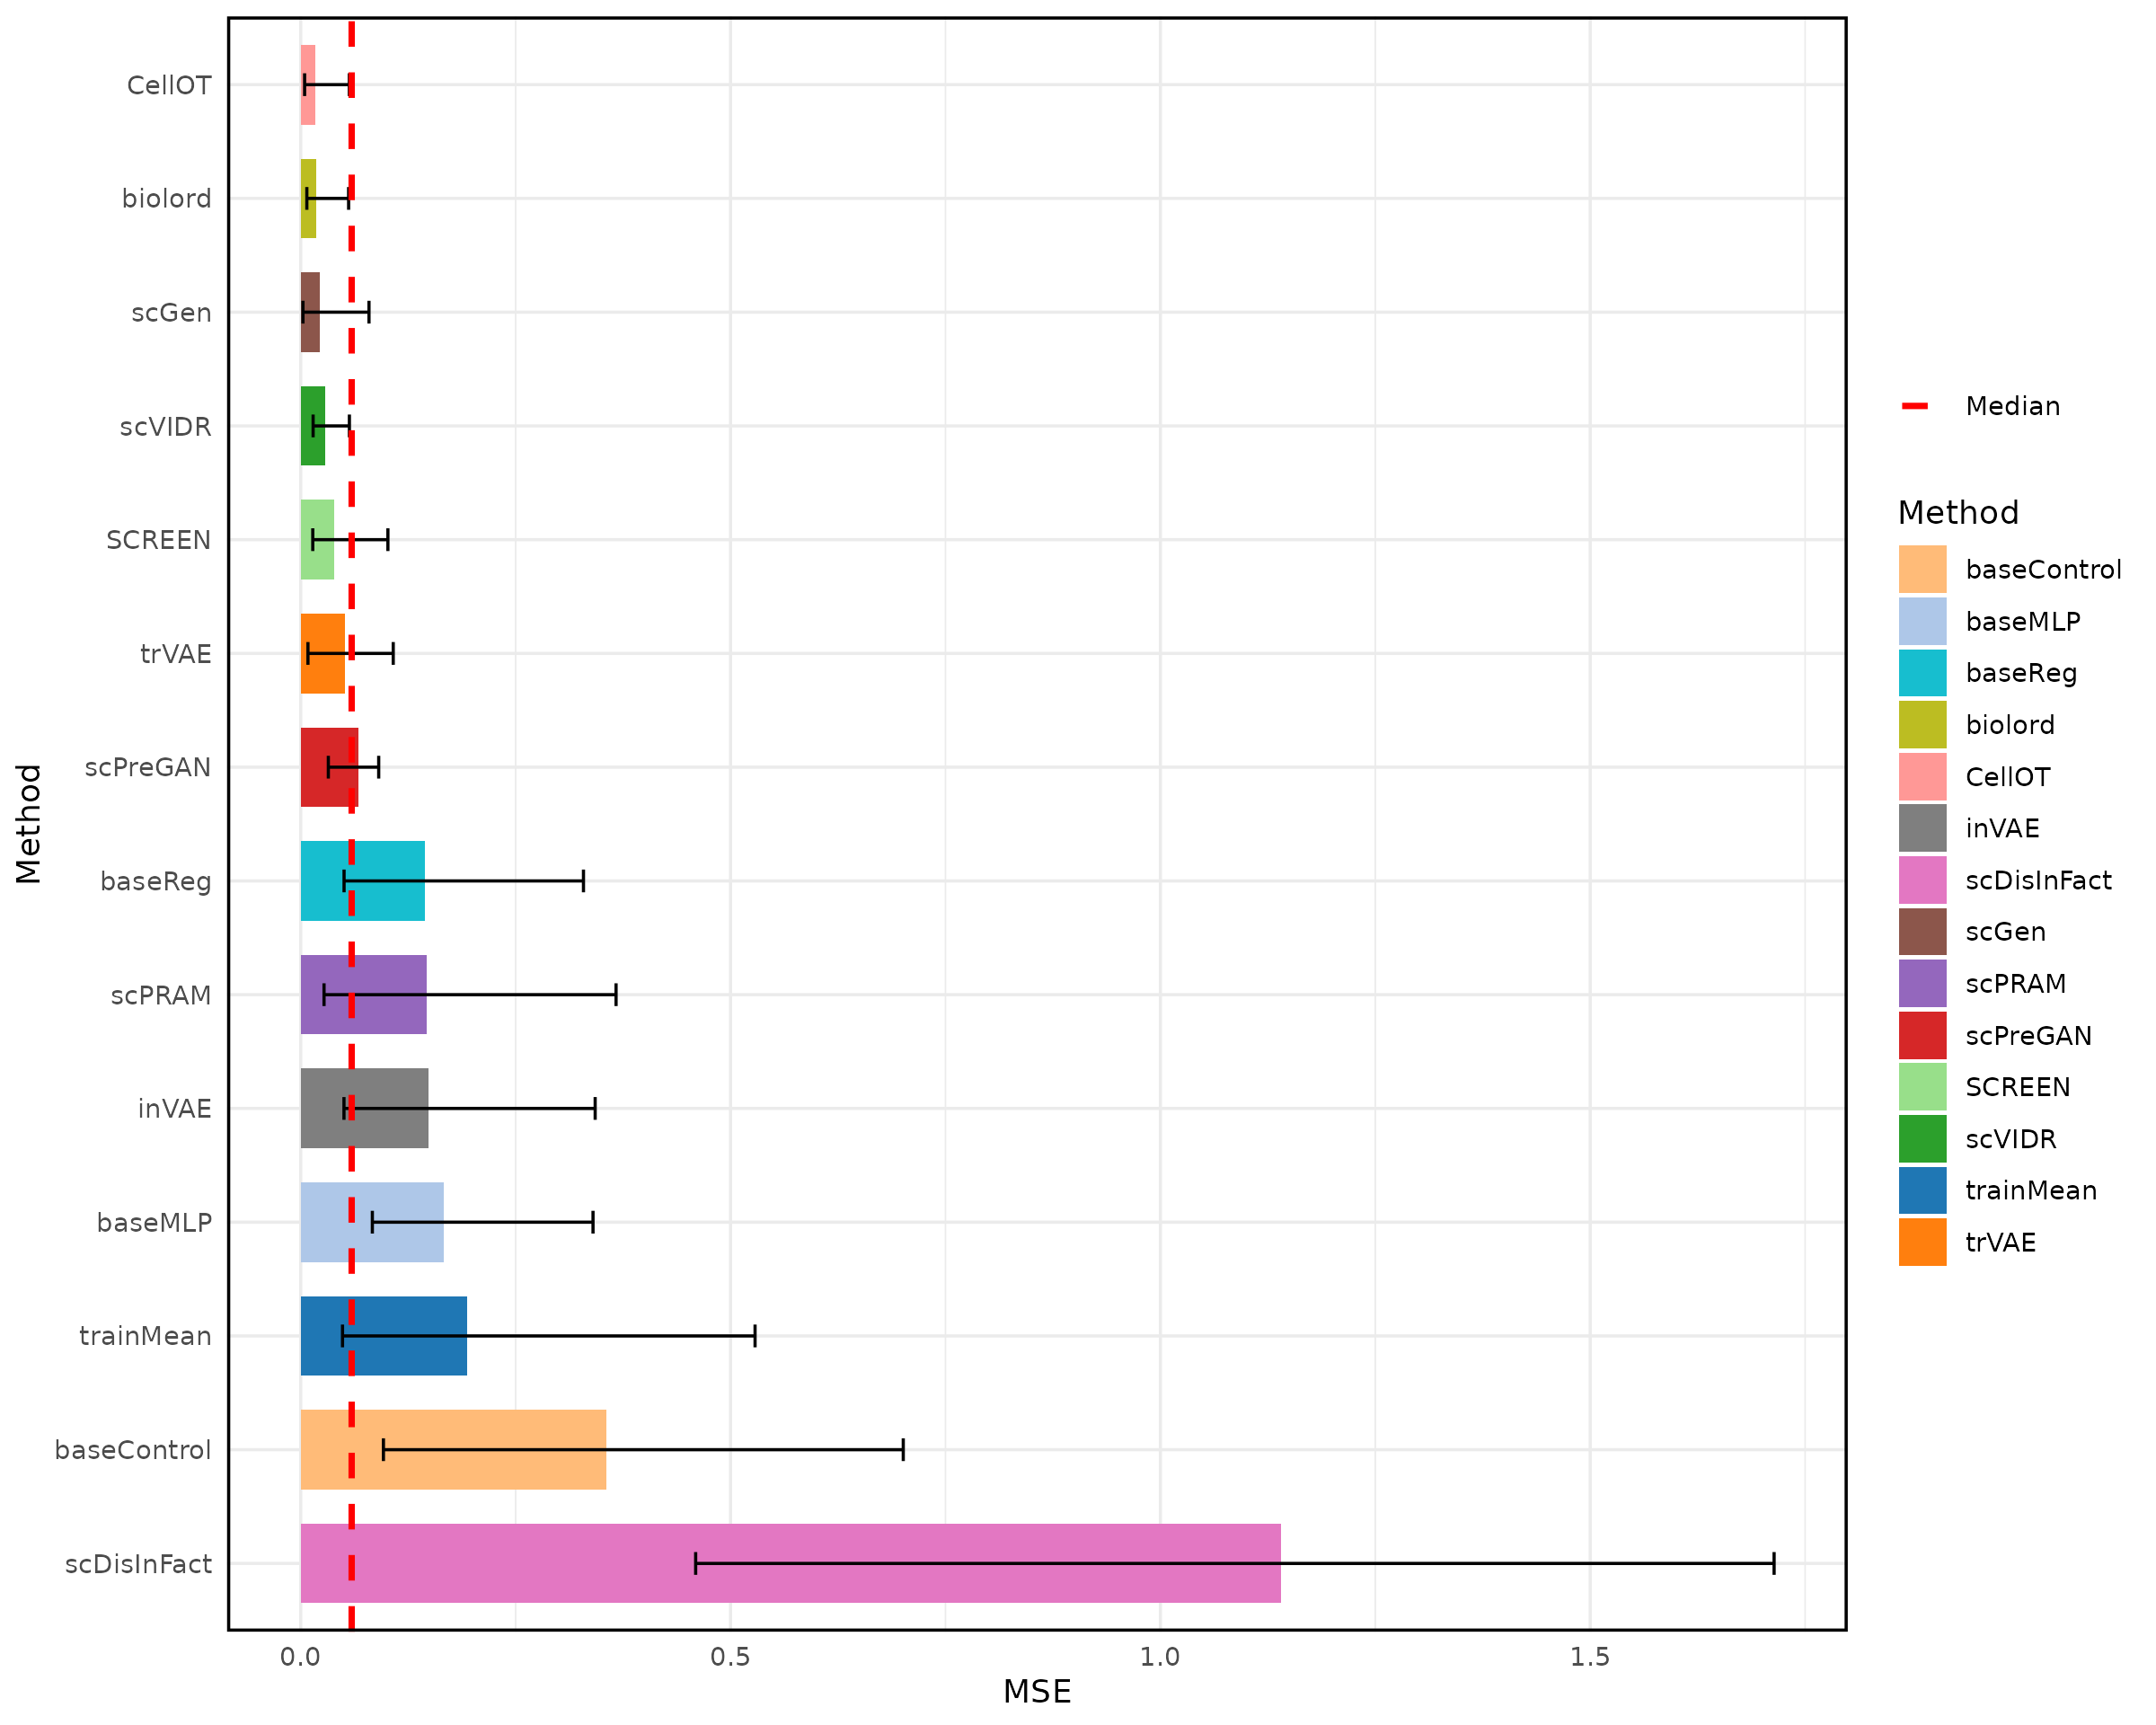 CellOT
biolord
scGen
scVIDR
SCREEN
trVAE
scPreGAN
baseReg
scPRAM
inVAE
baseMLP
trainMean
baseControl
scDisInFact
Method
0.0 0.5 1.0 1.5
MSE
Median
Method
baseControl
baseMLP
baseReg
biolord
CellOT
inVAE
scDisInFact
scGen
scPRAM
scPreGAN
SCREEN
scVIDR
trainMean
trVAE